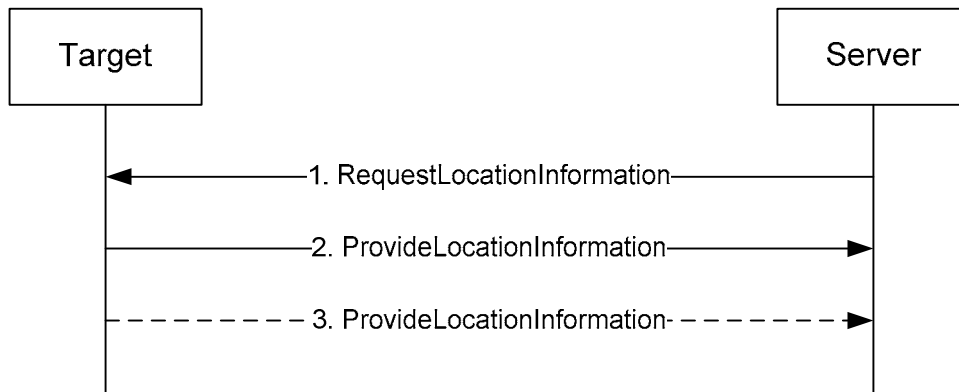 Target
Server
1. RequestLocationInformation
2. ProvideLocationInformation
3. ProvideLocationInformation